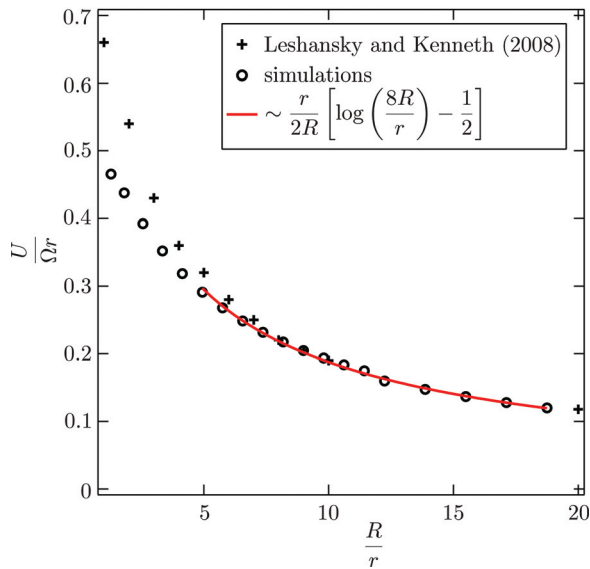 0.7
0.6
0.5
0.4
0.3
0.2
0.1
0
U
Ωr
+ Leshansky and Kenneth (2008)
o simulations
— ~ r/2R [log (8R/r) − 1/2]
5 10 15 20
R
r